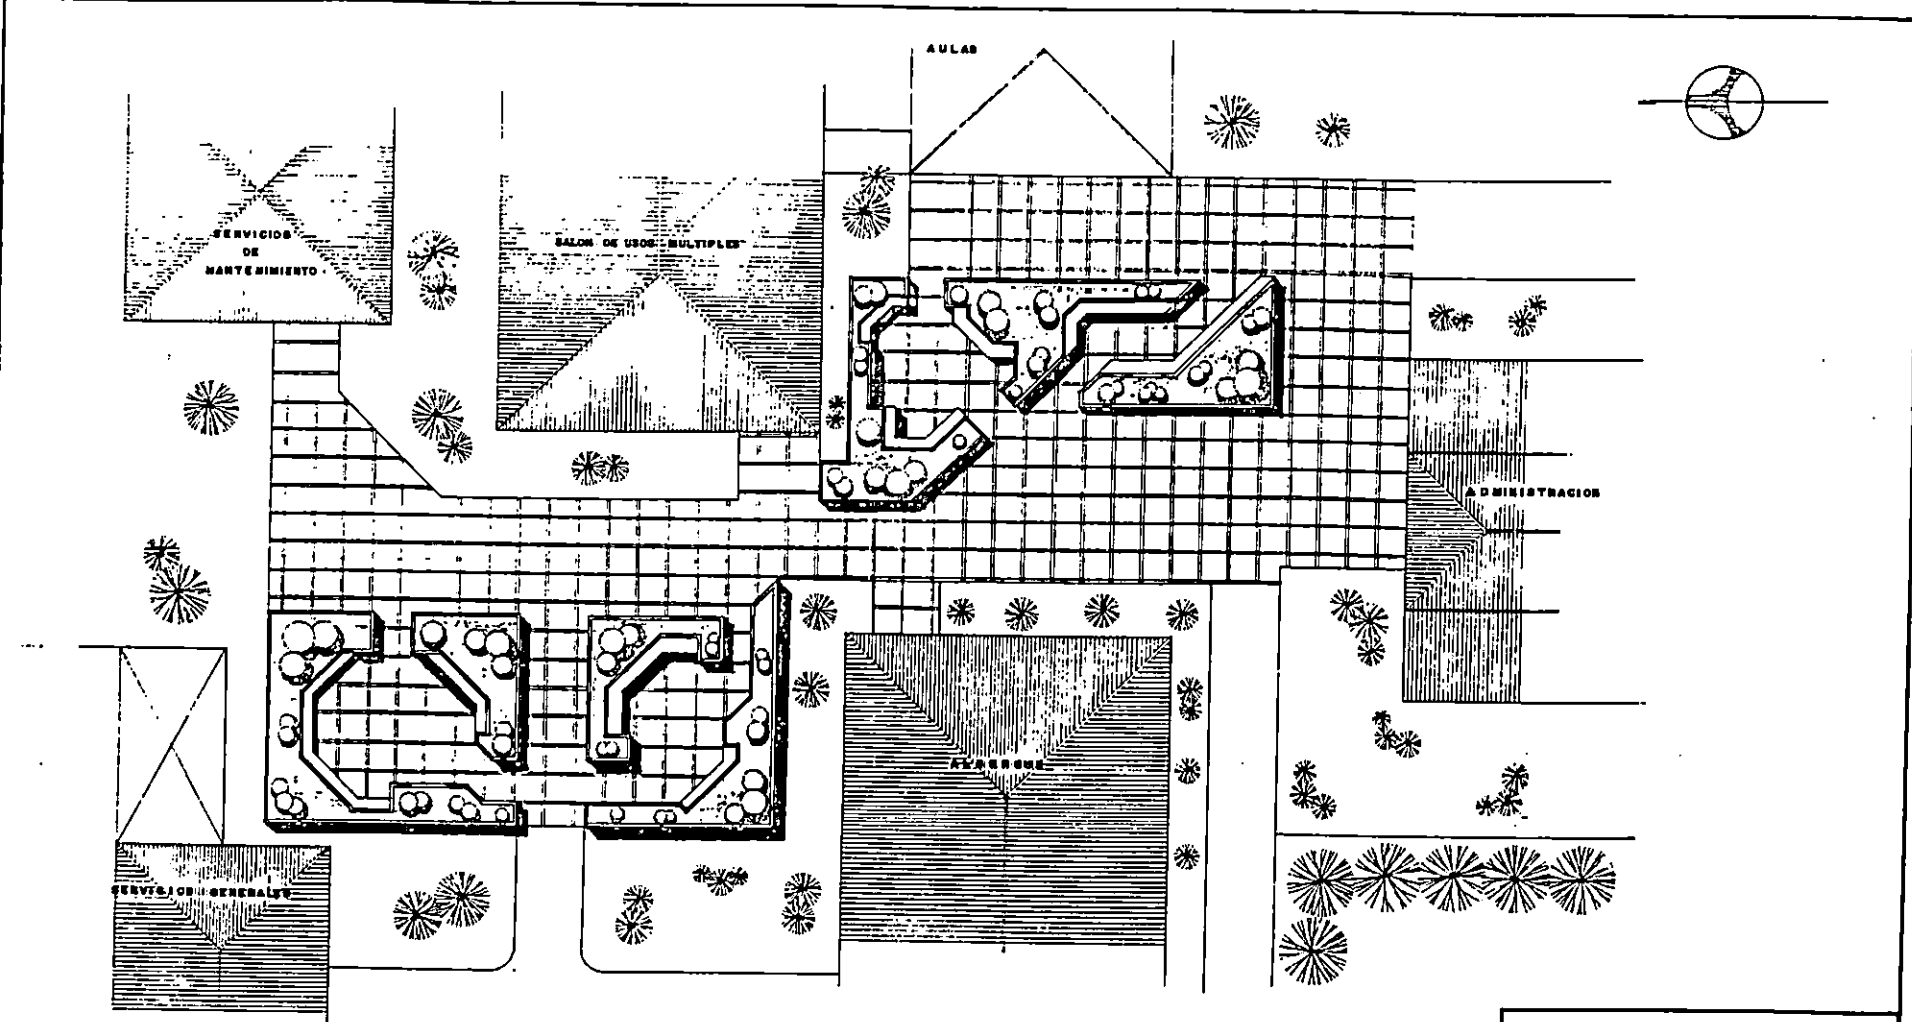 AULAS
SERVICIOS
DE
MANTENIMIENTO
SALON DE USOS MULTIPLES
ADMINISTRACION
ALBERGUE
SERVICIOS GENERALES